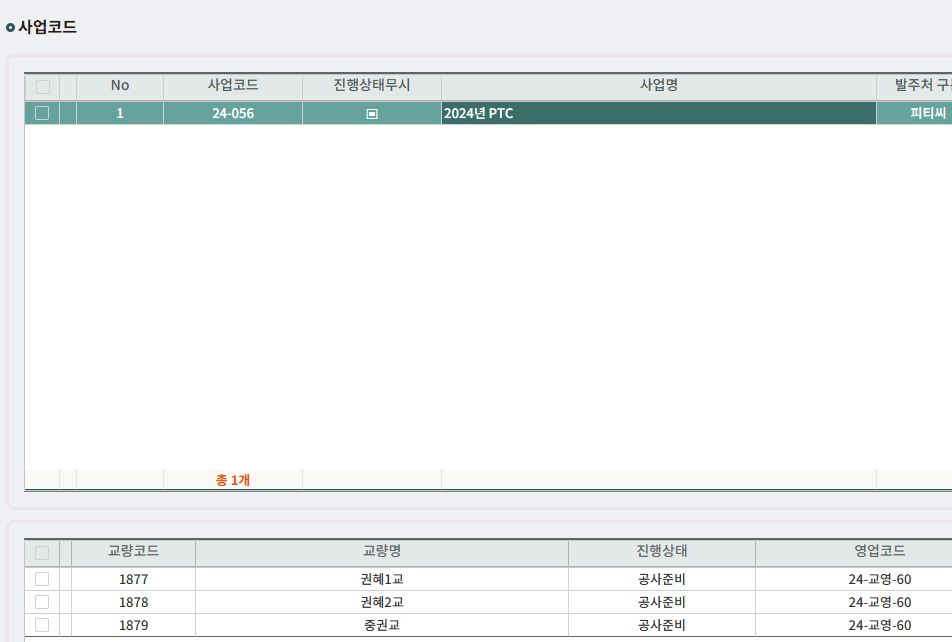 사업코드
No 사업코드 진행상태무시 사업명 발주처 구
1 24-056 2024년 PTC 피티씨
총 1개
교량코드 교량명 진행상태 영업코드
1877 권혜1교 공사준비 24-교영-60
1878 권혜2교 공사준비 24-교영-60
1879 중권교 공사준비 24-교영-60